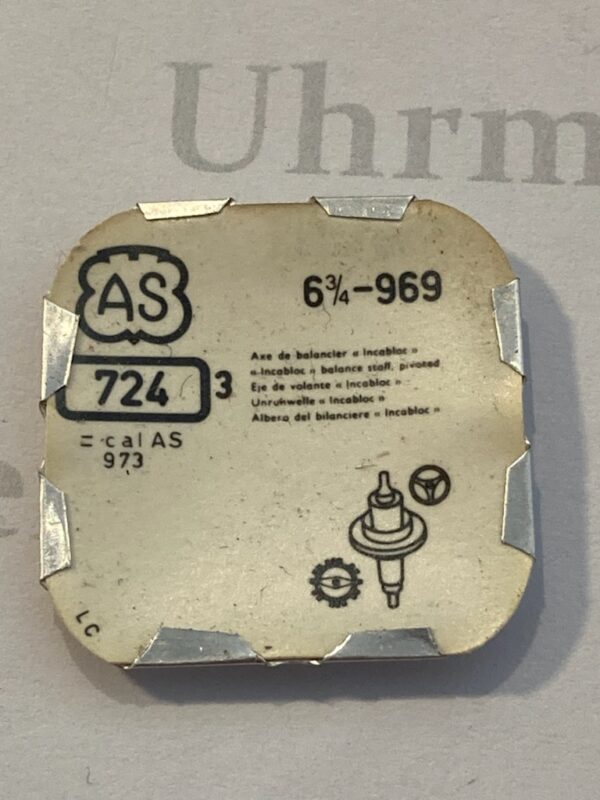 Uhrm
AS
6¾-969
724 3
= cal AS
973
Axe de balancier « Incabloc »
« Incabloc » balance staff, pivoted
Eje de volante « Incabloc »
Unruhwelle « Incabloc »
Albero del bilanciere « Incabloc »
LC